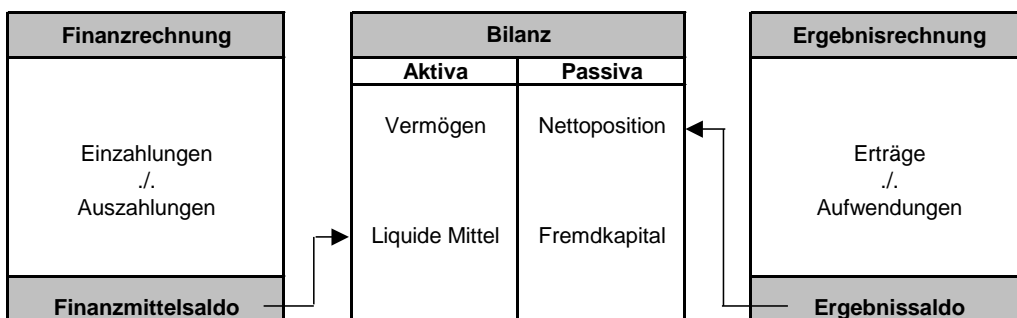 Finanzrechnung
Einzahlungen
./.
Auszahlungen
Finanzmittelsaldo
Bilanz
Aktiva Passiva
Vermögen Nettoposition
Liquide Mittel Fremdkapital
Ergebnisrechnung
Erträge
./.
Aufwendungen
Ergebnissaldo